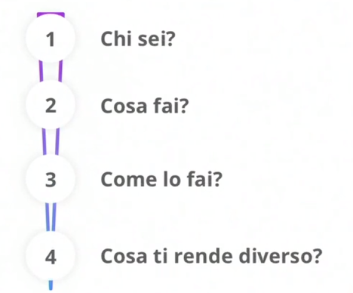 1 Chi sei?
2 Cosa fai?
3 Come lo fai?
4 Cosa ti rende diverso?